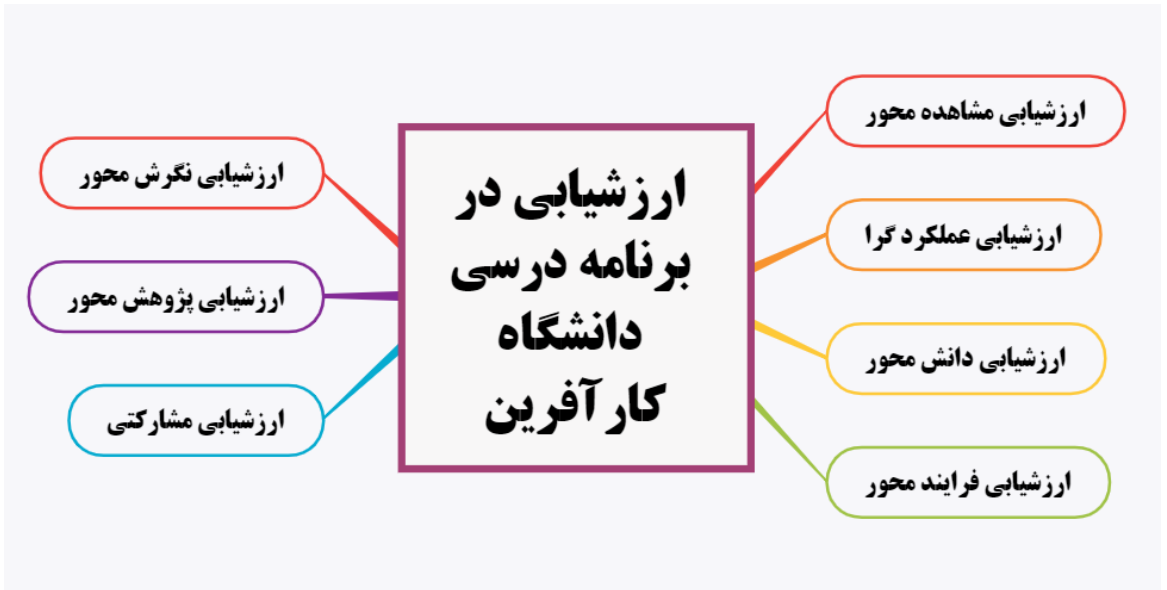 ارزشیابی در
برنامه درسی
دانشگاه
کارآفرین
ارزشیابی مشاهده محور
ارزشیابی عملکرد گرا
ارزشیابی دانش محور
ارزشیابی فرایند محور
ارزشیابی نگرش محور
ارزشیابی پژوهش محور
ارزشیابی مشارکتی